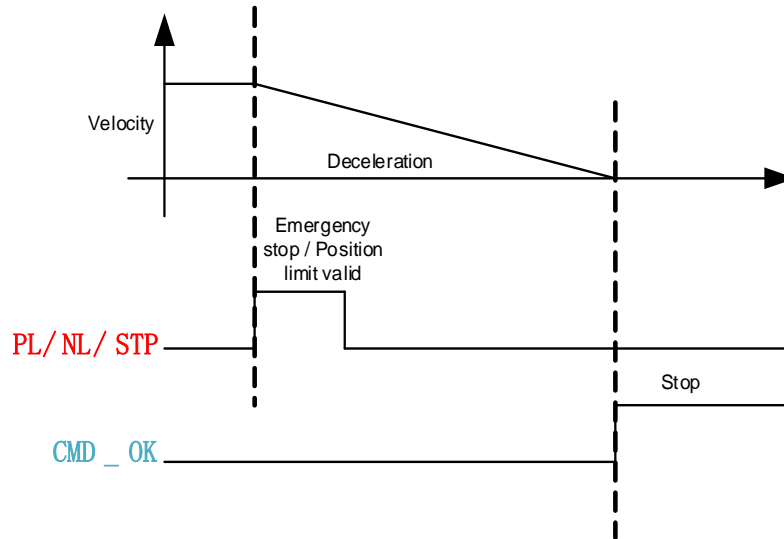 Velocity
Deceleration
Emergency
stop / Position
limit valid
PL/ NL/ STP
Stop
CMD _ OK